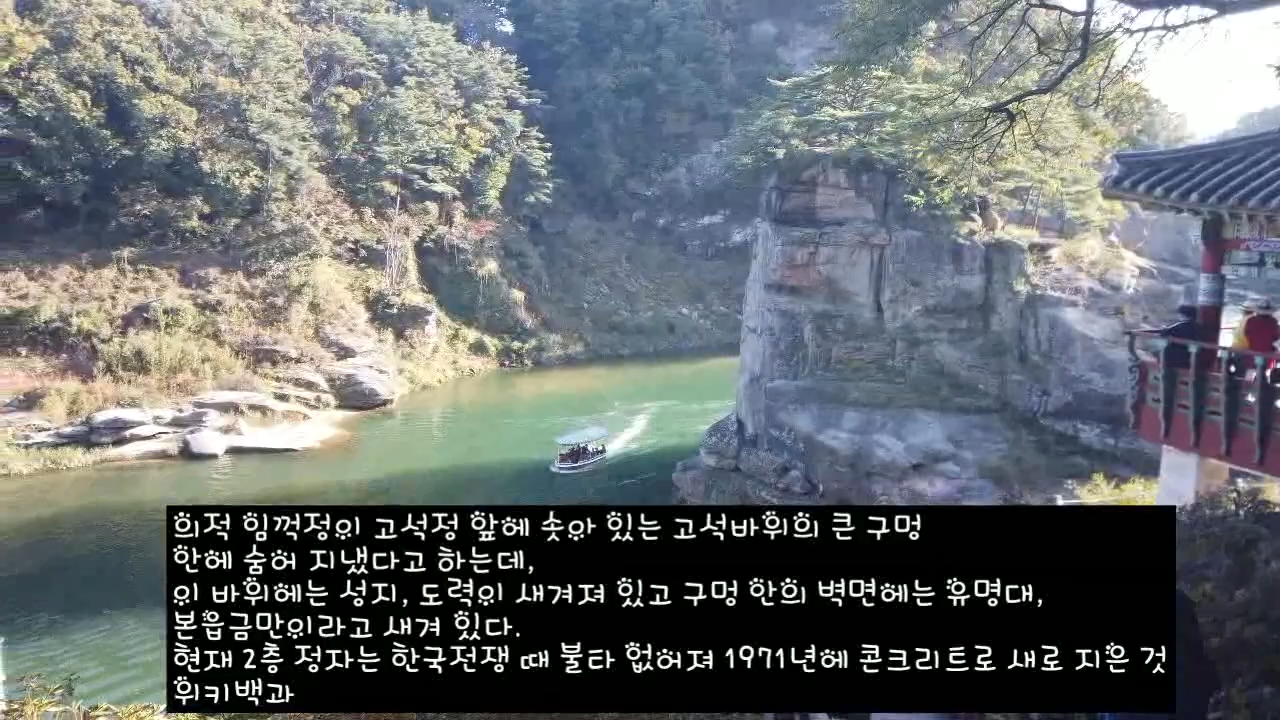 의적 임꺽정이 고석정 앞에 솟아 있는 고석바위의 큰 구멍
안에 숨어 지냈다고 하는데,
이 바위에는 성지, 도력이 새겨져 있고 구멍 안의 벽면에는 유명대,
본읍금만이라고 새겨 있다.
현재 2층 정자는 한국전쟁 때 불타 없어져 1971년에 콘크리트로 새로 지은 것
위키백과